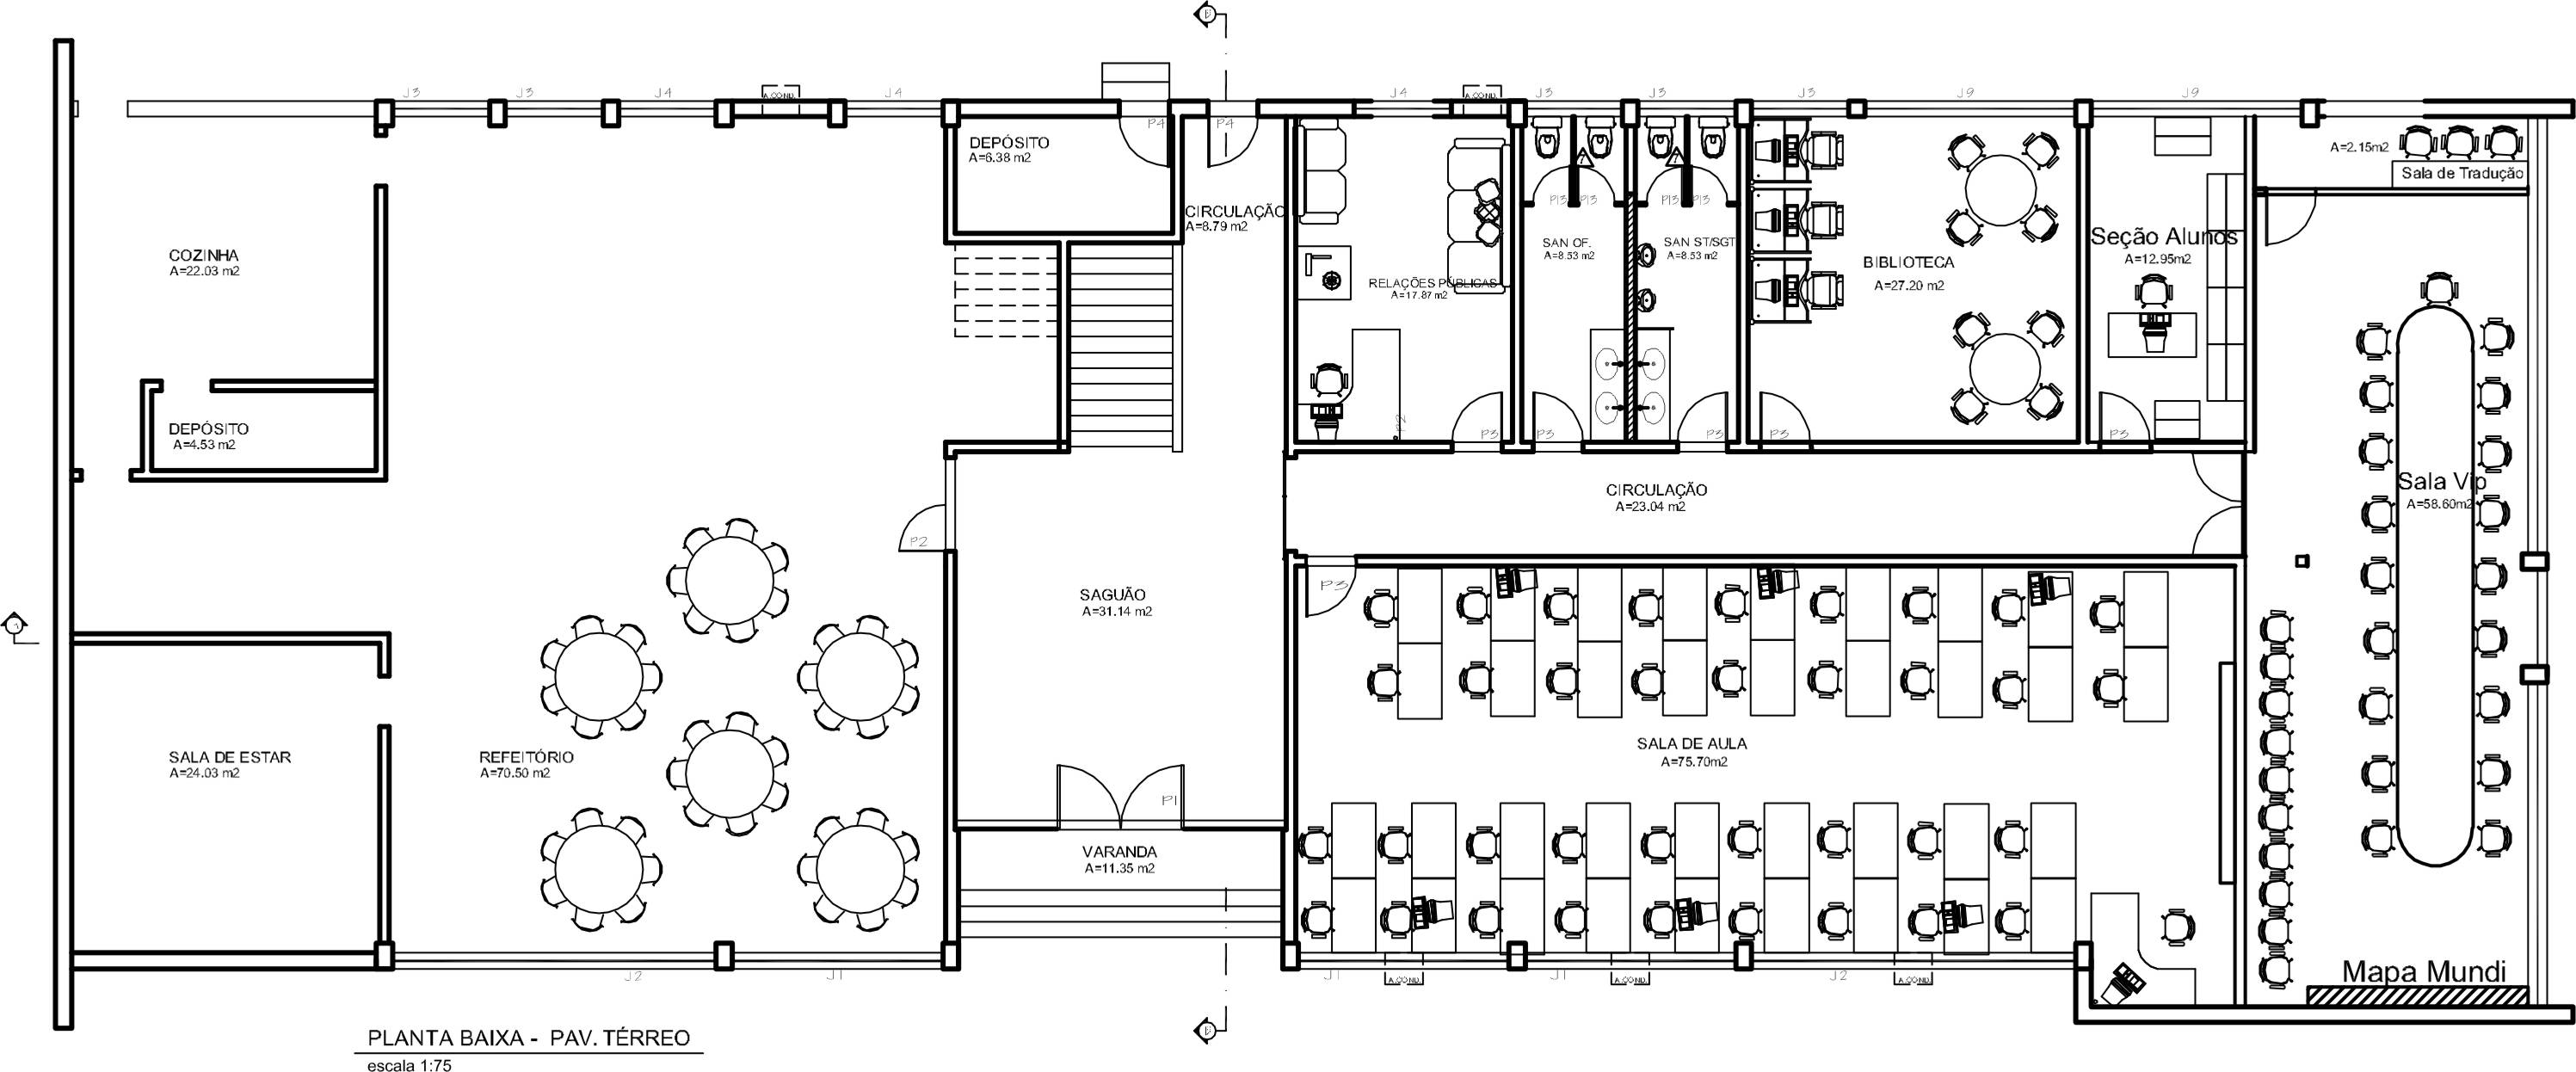 J3
J3
J4
A.COND.
J4
J4
A.COND.
J3
J3
J3
J9
J9
P4
P4
DEPÓSITO
A=6.38 m2
A=2.15m2
Sala de Tradução
P13
P13
P13
P13
CIRCULAÇÃO
A=8.79 m2
COZINHA
A=22.03 m2
SAN OF.
A=8.53 m2
SAN ST/SGT
A=8.53 m2
Seção Alunos
A=12.95m2
BIBLIOTECA
A=27.20 m2
RELAÇÕES PÚBLICAS
A=17.87 m2
DEPÓSITO
A=4.53 m2
P3
P3
P3
P3
P3
Sala Vip
A=58.60m2
CIRCULAÇÃO
A=23.04 m2
P2
P3
SAGUÃO
A=31.14 m2
SALA DE ESTAR
A=24.03 m2
REFEITÓRIO
A=70.50 m2
SALA DE AULA
A=75.70m2
P1
VARANDA
A=11.35 m2
Mapa Mundi
J2
J1
J1
A.COND.
J1
A.COND.
J2
A.COND.
PLANTA BAIXA - PAV. TÉRREO
escala 1:75